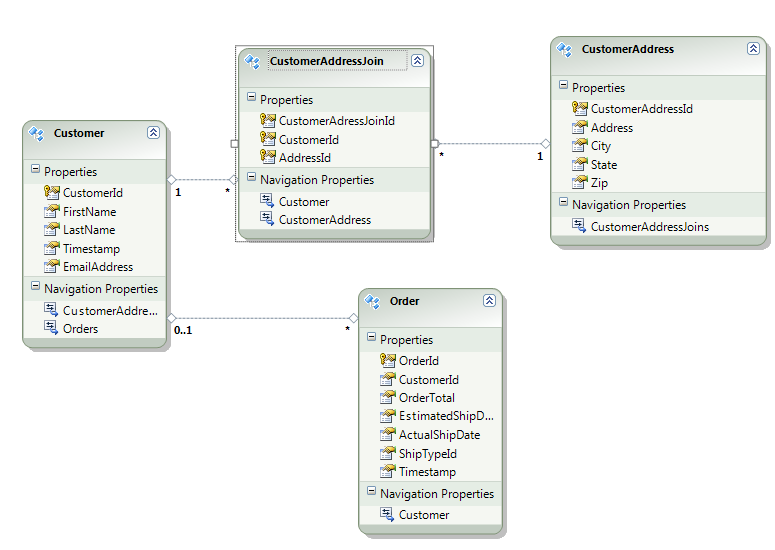 Customer
Properties
CustomerId
FirstName
LastName
Timestamp
EmailAddress
Navigation Properties
CustomerAddre...
Orders
1
*
0..1
*
CustomerAddressJoin
Properties
CustomerAdressJoinId
CustomerId
AddressId
Navigation Properties
Customer
CustomerAddress
*
1
CustomerAddress
Properties
CustomerAddressId
Address
City
State
Zip
Navigation Properties
CustomerAddressJoins
Order
Properties
OrderId
CustomerId
OrderTotal
EstimatedShipD...
ActualShipDate
ShipTypeId
Timestamp
Navigation Properties
Customer